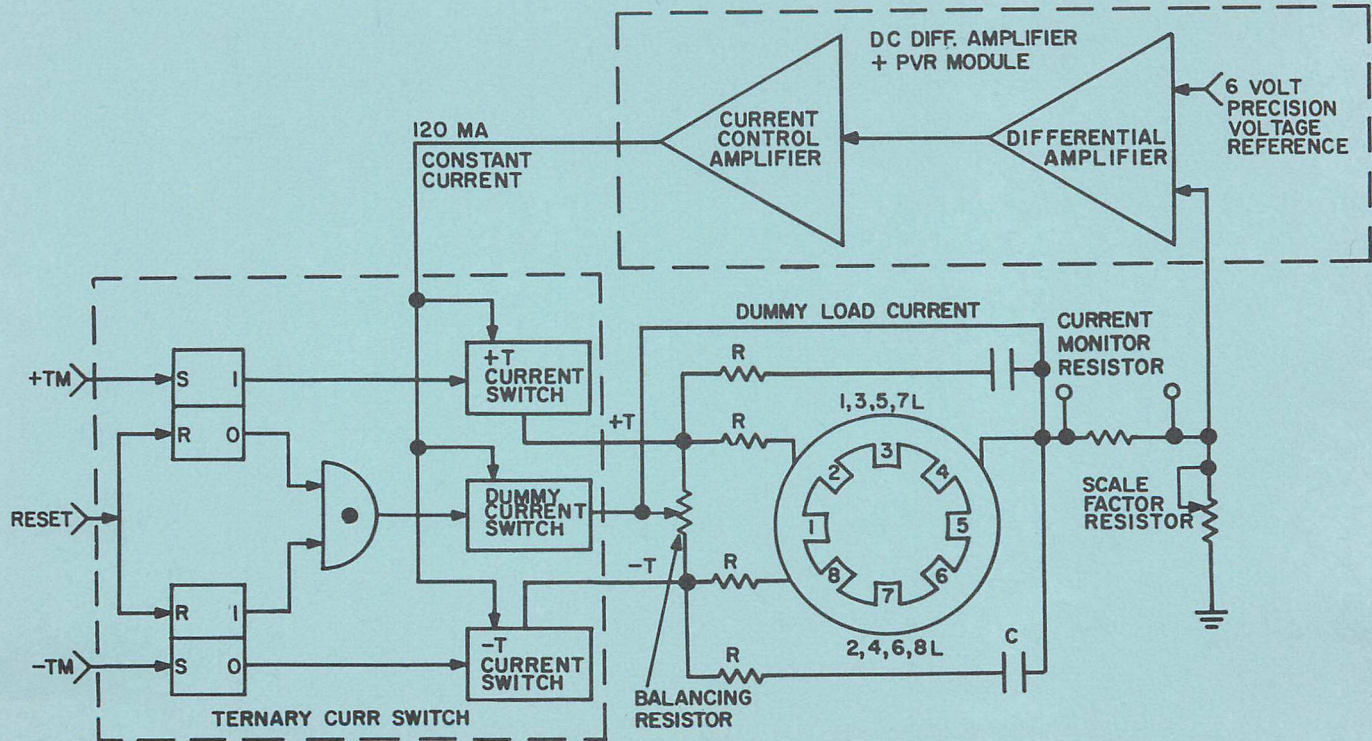 DC DIFF. AMPLIFIER
+ PVR MODULE
6 VOLT
PRECISION
VOLTAGE
REFERENCE
CURRENT
CONTROL
AMPLIFIER
DIFFERENTIAL
AMPLIFIER
120 MA
CONSTANT
CURRENT
DUMMY LOAD CURRENT
CURRENT
MONITOR
RESISTOR
+TM
S 1
R 0
+T
CURRENT
SWITCH
+T
R
R
1,3,5,7L
1
2
3
4
5
6
7
8
RESET
DUMMY
CURRENT
SWITCH
SCALE
FACTOR
RESISTOR
-T
R
R 1
S 0
-TM
-T
CURRENT
SWITCH
R
2,4,6,8L
C
BALANCING
RESISTOR
TERNARY CURR SWITCH